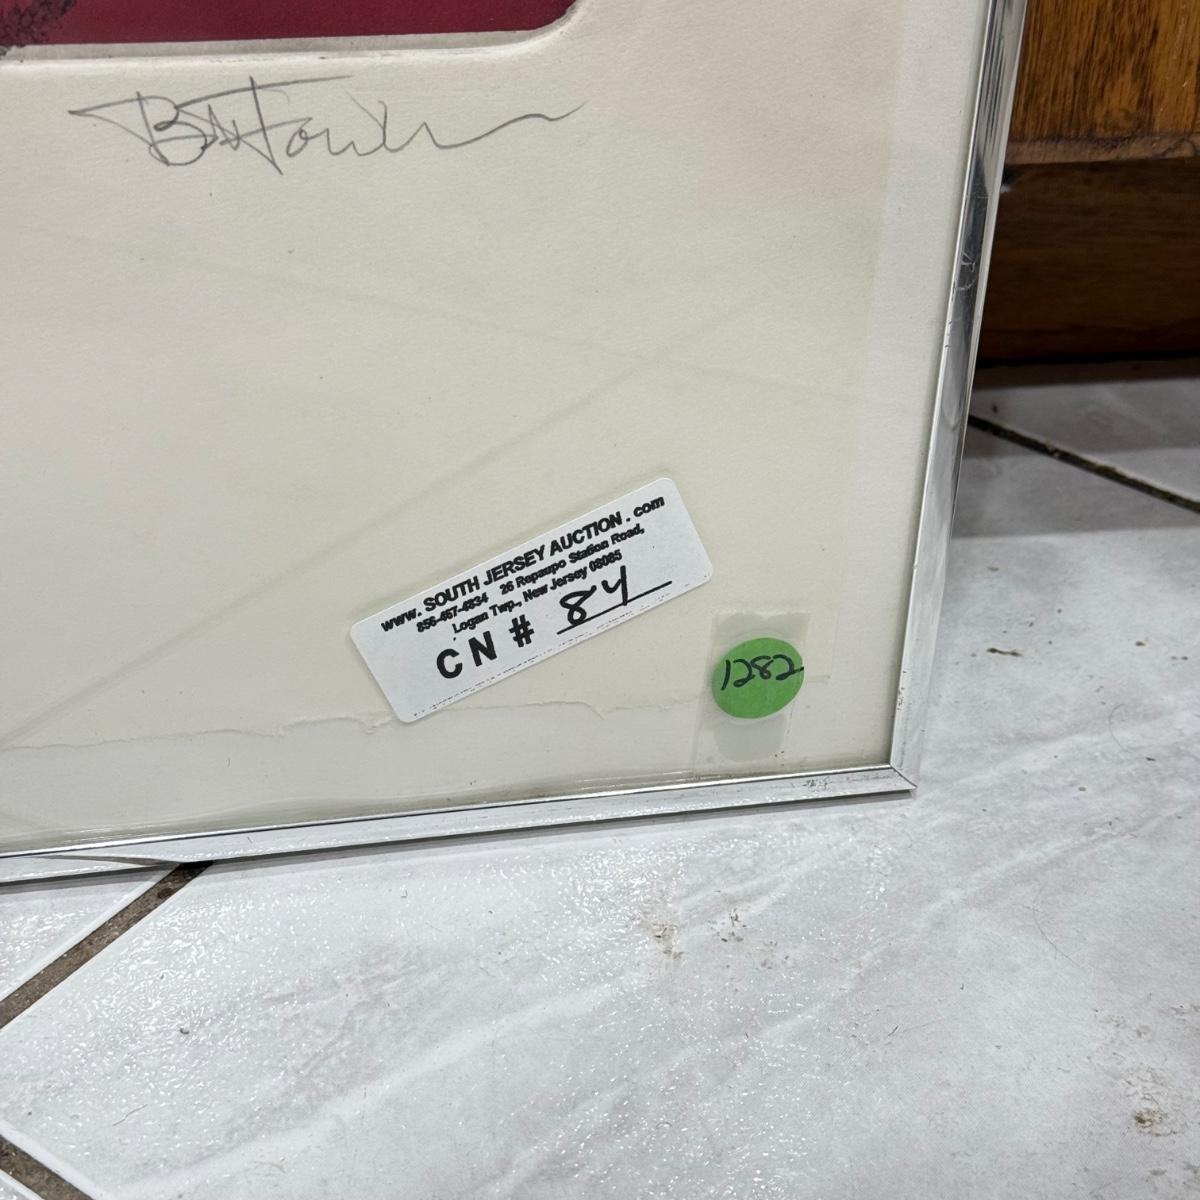 www. SOUTH JERSEY AUCTION . com
856-467-4834 26 Repaupo Station Road,
Logan Twp., New Jersey 08085
CN # 84
1282